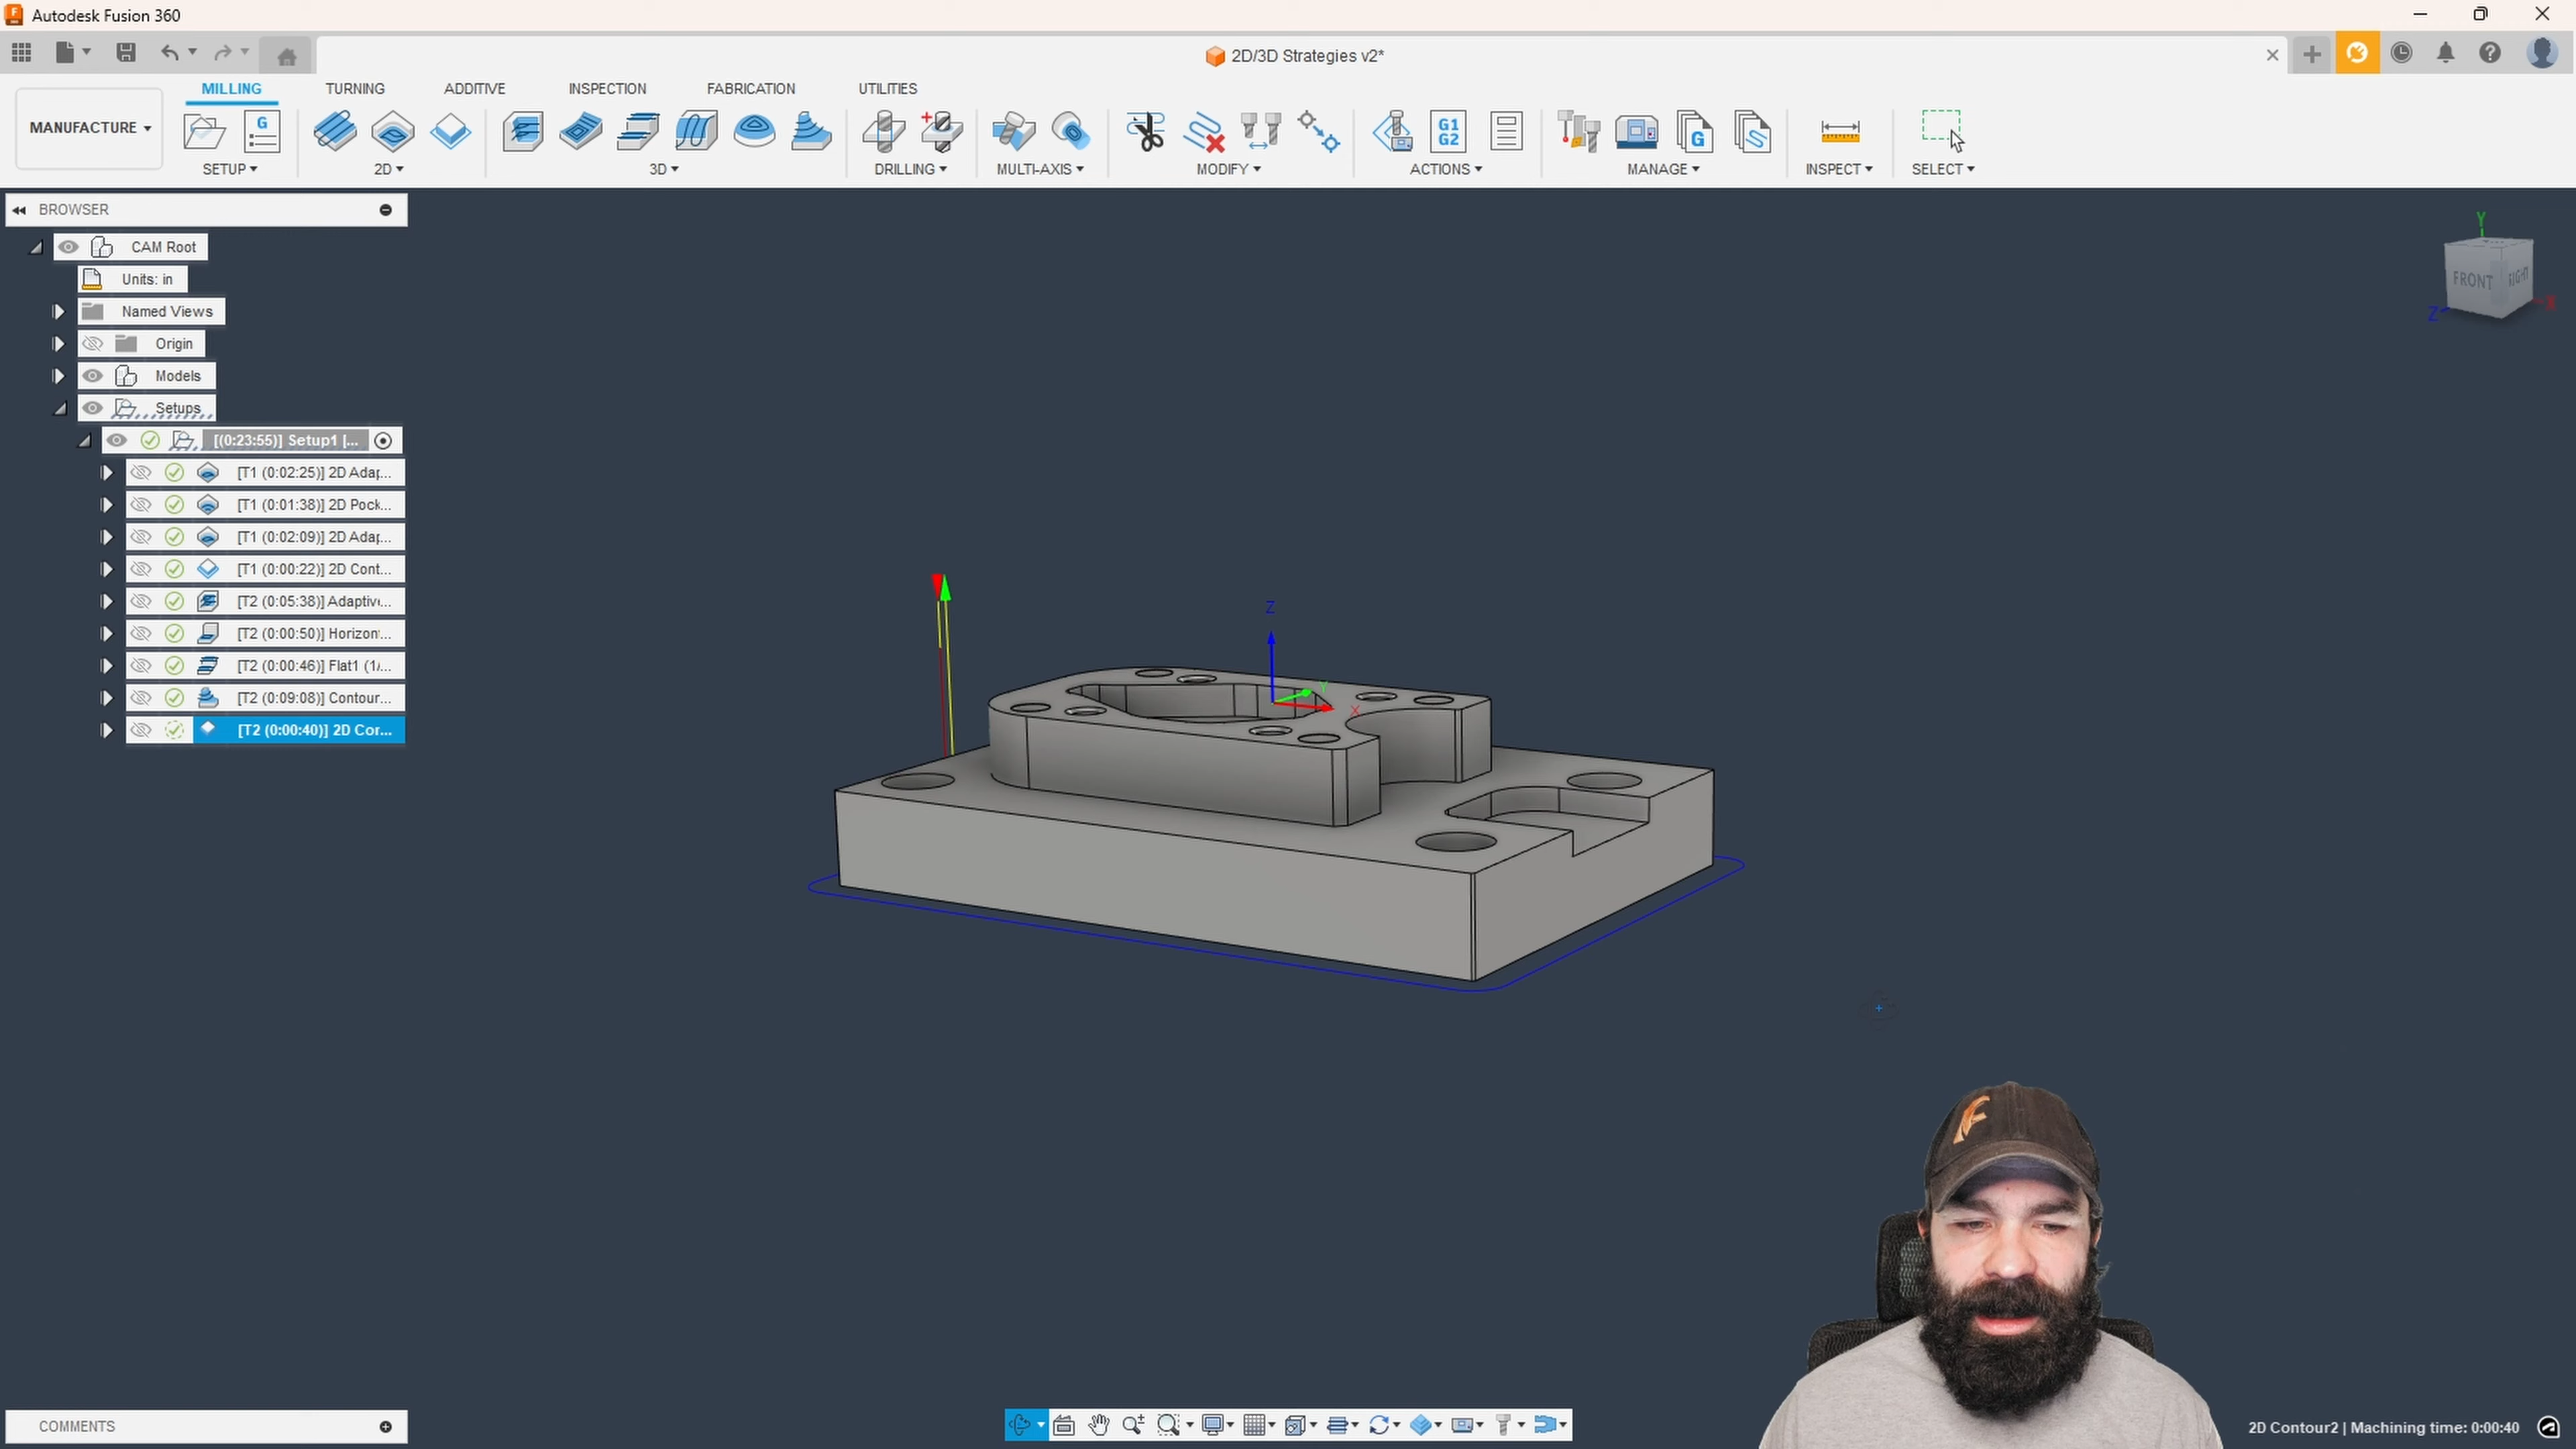 Autodesk Fusion 360
2D/3D Strategies v2*
MILLING TURNING ADDITIVE INSPECTION FABRICATION UTILITIES
MANUFACTURE
G
G1
G2
G
SETUP 2D 3D DRILLING MULTI-AXIS MODIFY ACTIONS MANAGE INSPECT SELECT
BROWSER
CAM Root
Units: in
Named Views
Origin
Models
Setups
[(0:23:55)] Setup1 [...
[T1 (0:02:25)] 2D Adap...
[T1 (0:01:38)] 2D Pock...
[T1 (0:02:09)] 2D Adap...
[T1 (0:00:22)] 2D Cont...
[T2 (0:05:38)] Adaptiv...
[T2 (0:00:50)] Horizon...
[T2 (0:00:46)] Flat1 (1/...
[T2 (0:09:08)] Contour...
[T2 (0:00:40)] 2D Cor...
Y
FRONT RIGHT
Z X
Z
Y
X
F
COMMENTS
2D Contour2 | Machining time: 0:00:40